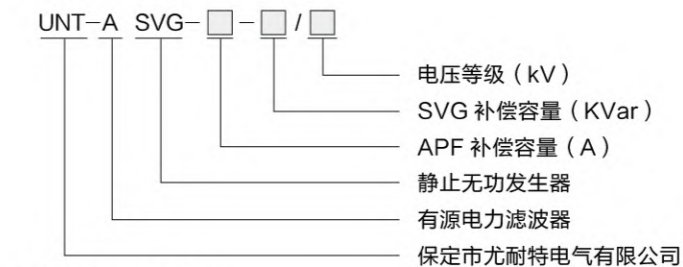 UNT-A SVG-□-□/□
电压等级（kV）
SVG 补偿容量（KVar）
APF 补偿容量（A）
静止无功发生器
有源电力滤波器
保定市尤耐特电气有限公司